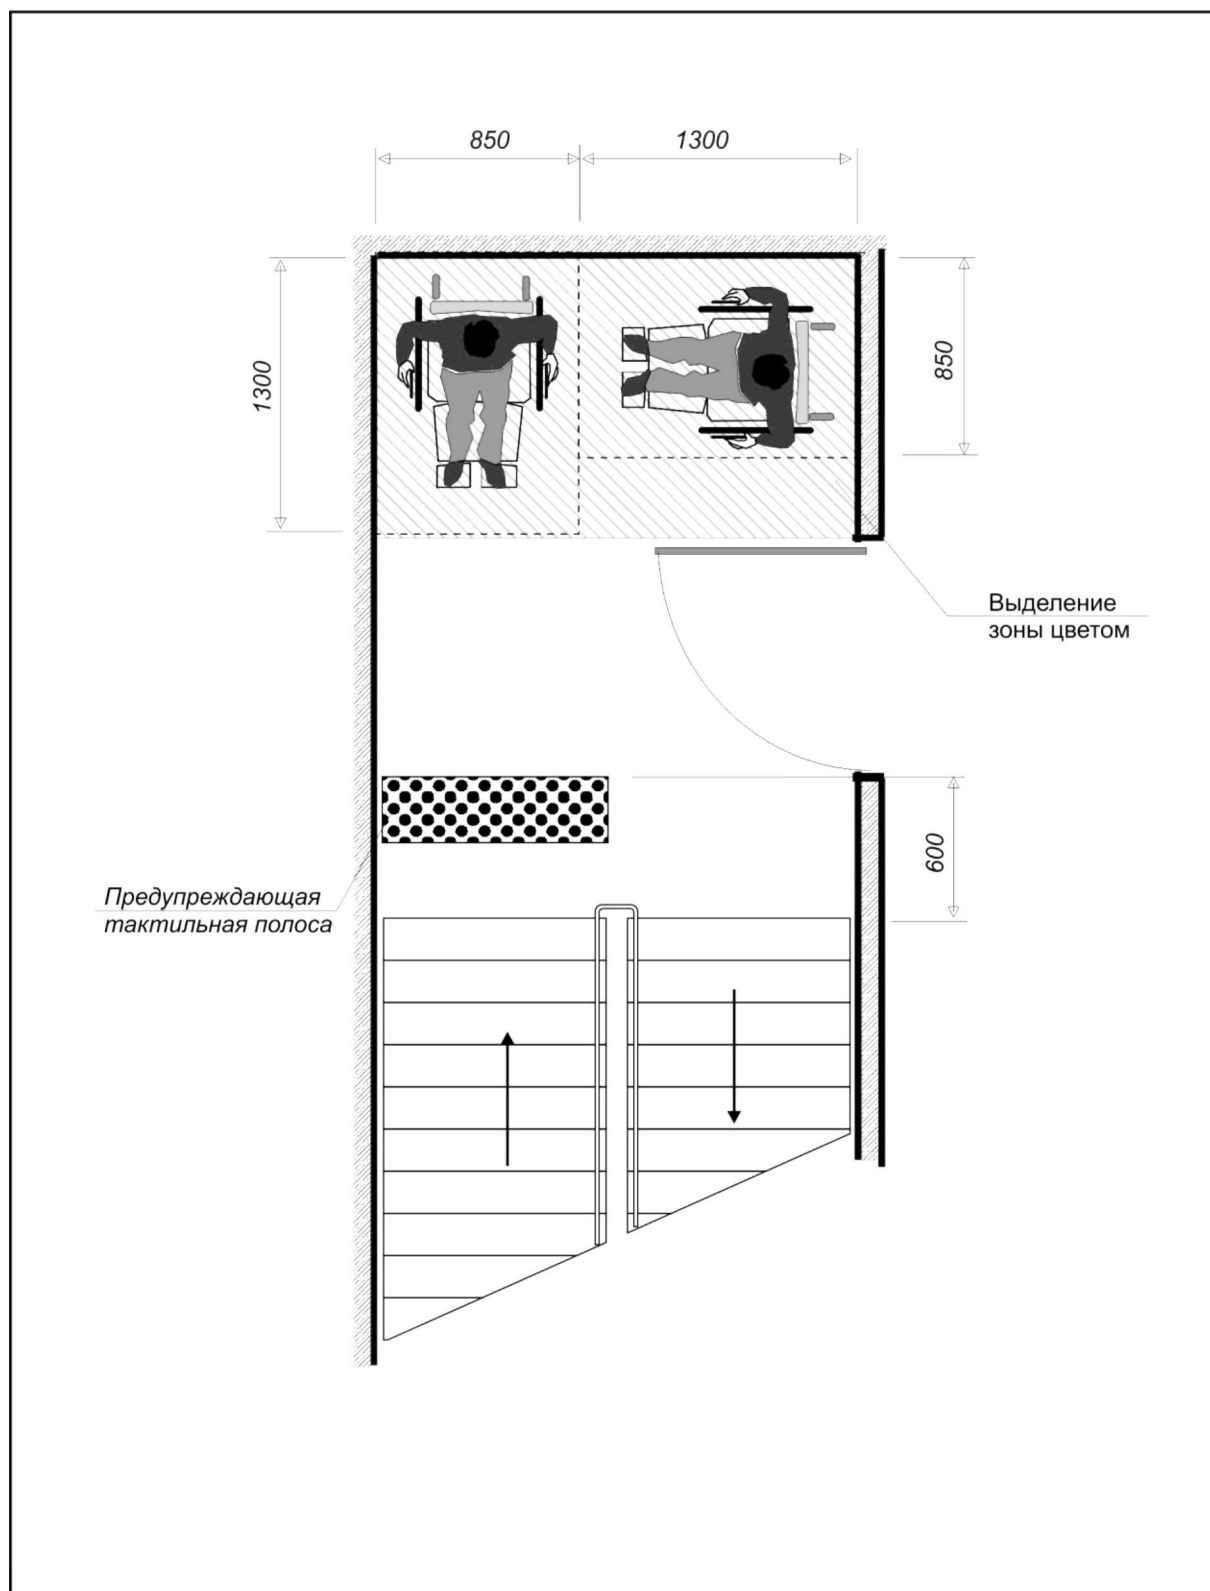 850
1300
1300
850
Выделение
зоны цветом
600
Предупреждающая
тактильная полоса